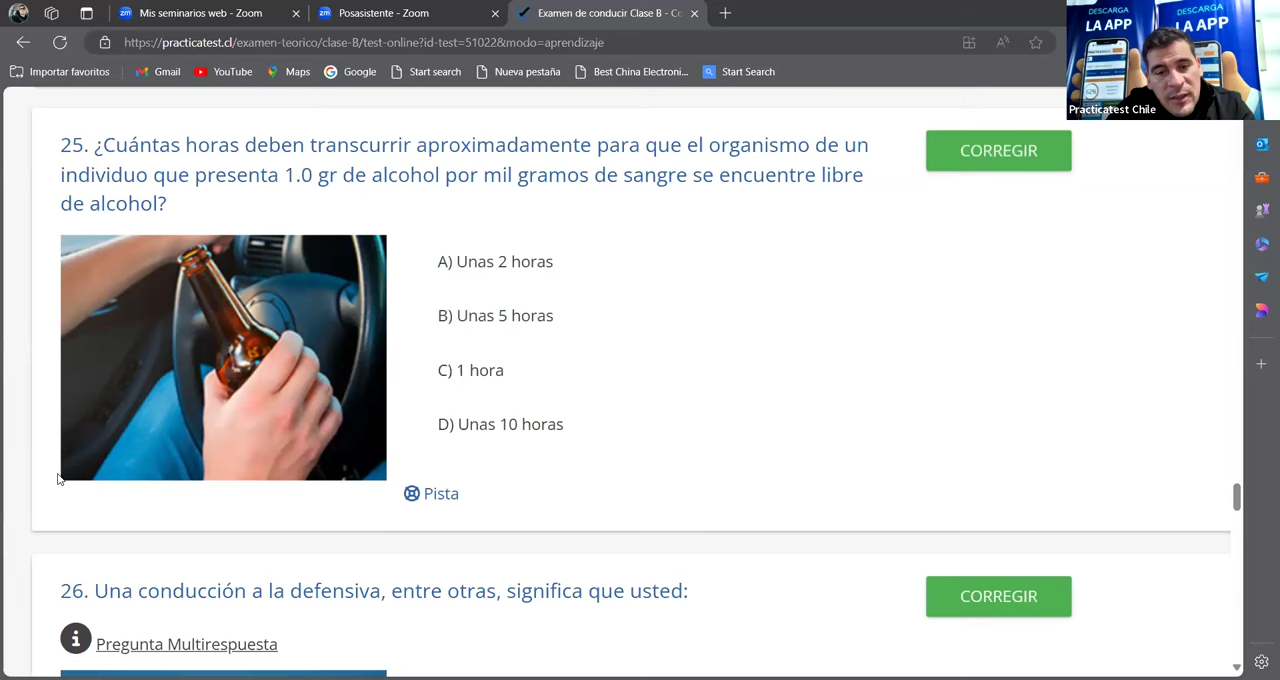 Mis seminarios web - Zoom
Posasistente - Zoom
Examen de conducir Clase B - Co
https://practicatest.cl/examen-teorico/clase-B/test-online?id-test=51022&modo=aprendizaje
Importar favoritos
Gmail
YouTube
Maps
Google
Start search
Nueva pestaña
Best China Electroni...
Start Search
DESCARGA
LA APP
DESCARGA
LA APP
Practicatest Chile
25. ¿Cuántas horas deben transcurrir aproximadamente para que el organismo de un
individuo que presenta 1.0 gr de alcohol por mil gramos de sangre se encuentre libre
de alcohol?
CORREGIR
A) Unas 2 horas
B) Unas 5 horas
C) 1 hora
D) Unas 10 horas
Pista
26. Una conducción a la defensiva, entre otras, significa que usted:
CORREGIR
Pregunta Multirespuesta